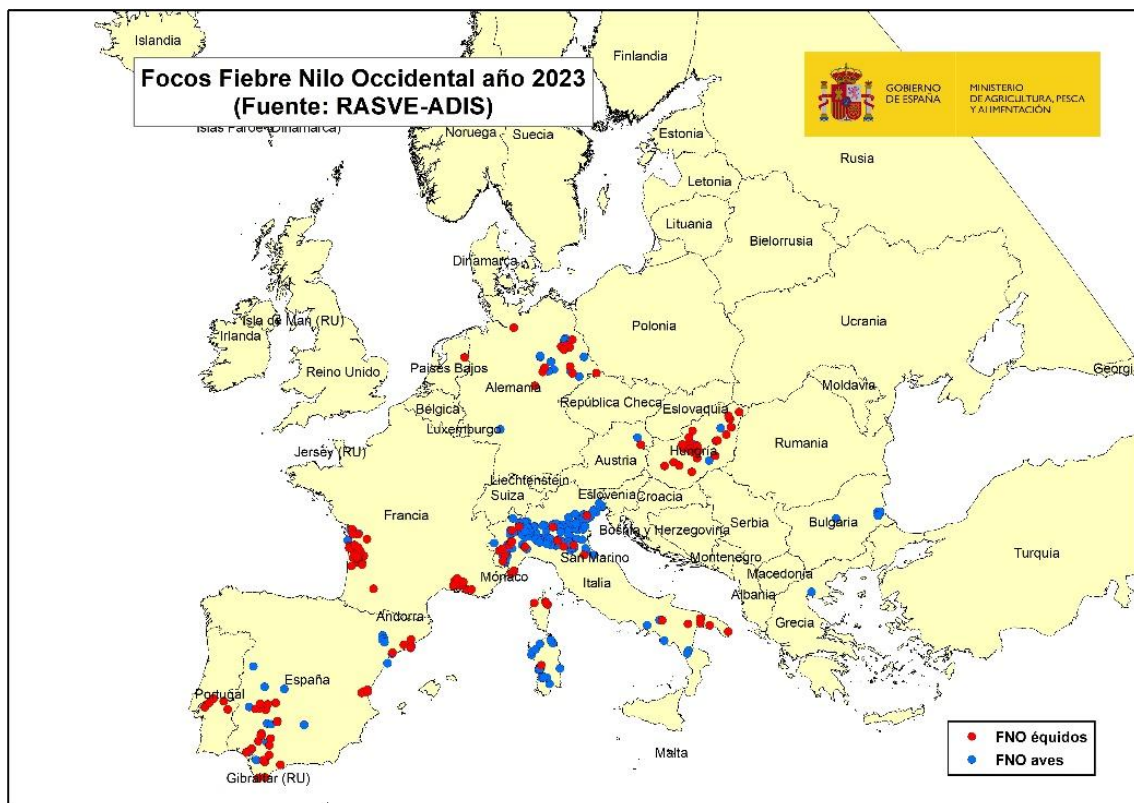 Islandia
Finlandia
Focos Fiebre Nilo Occidental año 2023
(Fuente: RASVE-ADIS)
GOBIERNO
DE ESPAÑA
MINISTERIO
DE AGRICULTURA, PESCA
Y ALIMENTACIÓN
Islas Faroe (Dinamarca)
Noruega
Suecia
Estonia
Rusia
Letonia
Lituania
Bielorrusia
Dinamarca
Isla de Man (RU)
Irlanda
Polonia
Ucrania
Reino Unido
Países Bajos
Alemania
Georgi
Moldavia
Bélgica
República Checa
Eslovaquia
Luxemburgo
Jersey (RU)
Austria
Hungría
Rumania
Liechtenstein
Suiza
Eslovenia
Croacia
Francia
Bosnia y Herzegovina
Serbia
Bulgaria
San Marino
Montenegro
Turquia
Mónaco
Italia
Macedonia
Albania
Andorra
Grecia
España
Portugal
Malta
Gibraltar (RU)
FNO équidos
FNO aves